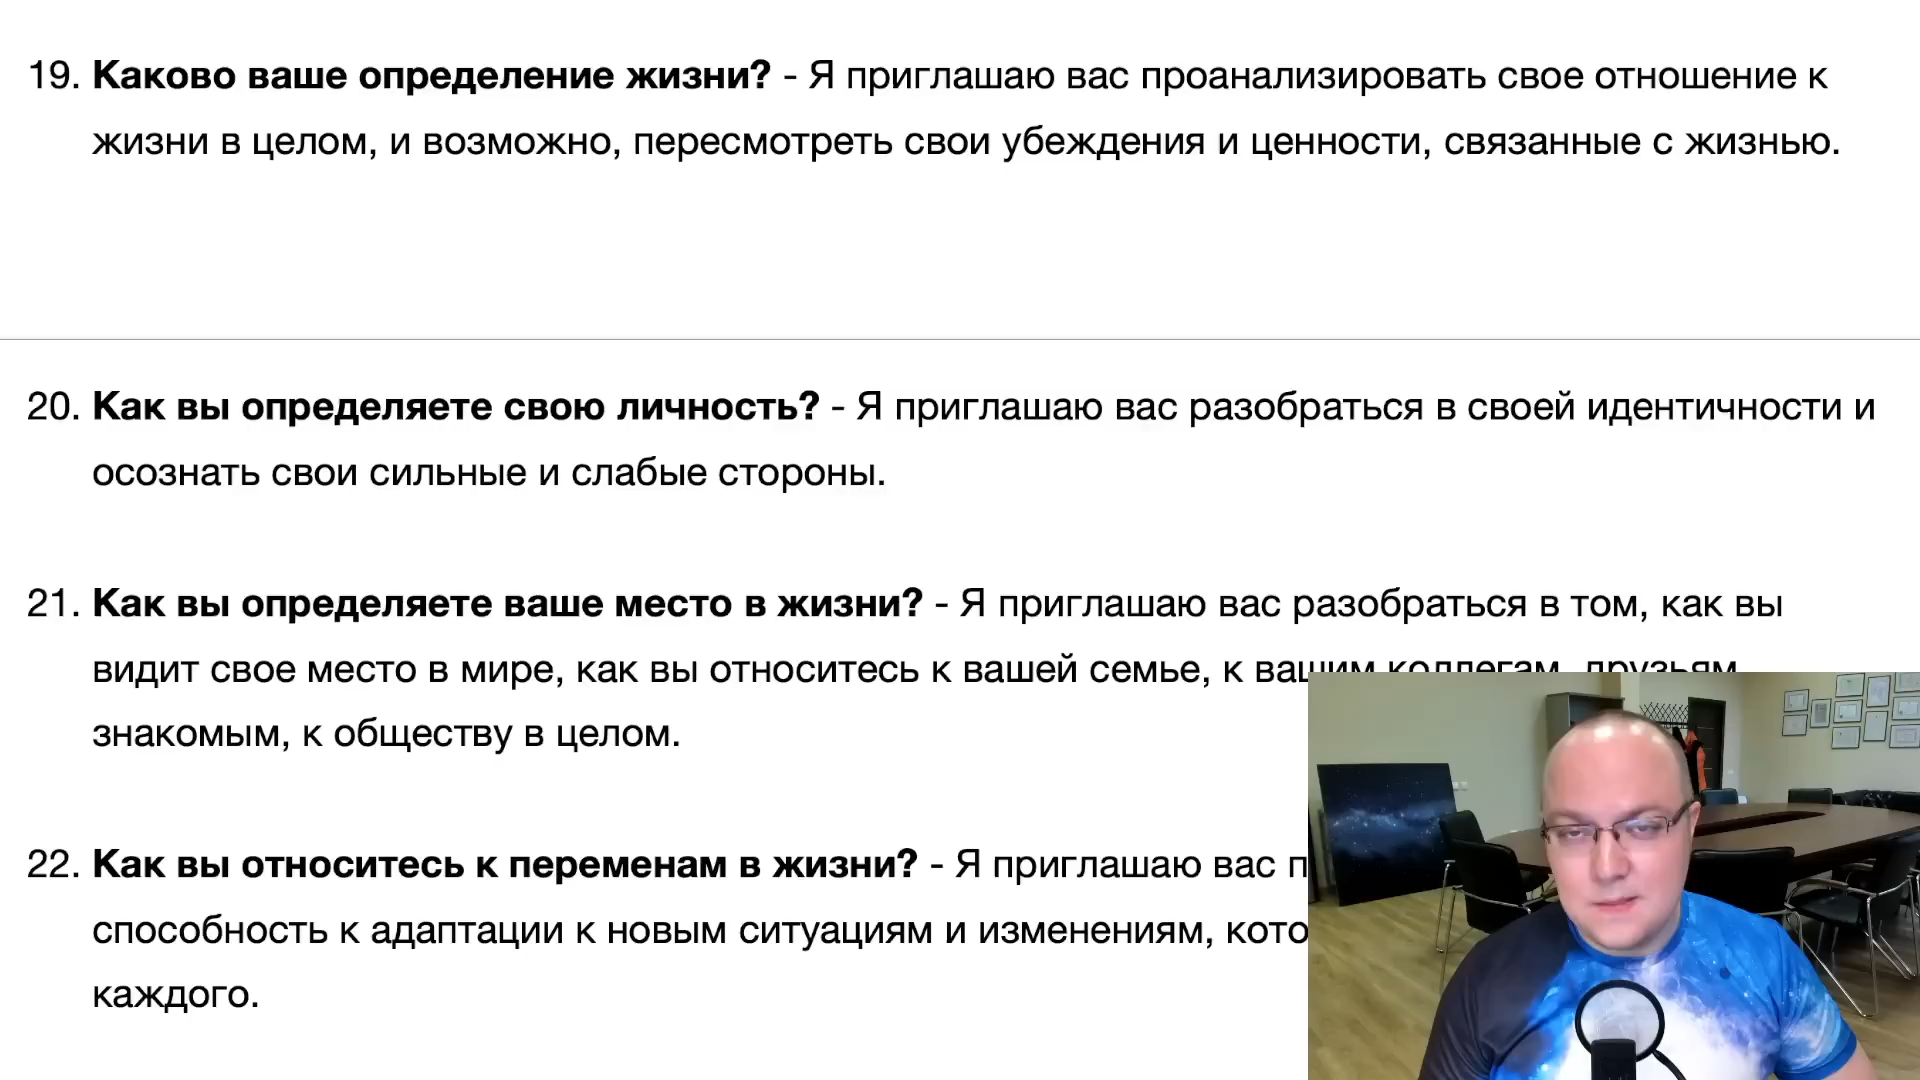 19. Каково ваше определение жизни? - Я приглашаю вас проанализировать свое отношение к
жизни в целом, и возможно, пересмотреть свои убеждения и ценности, связанные с жизнью.
20. Как вы определяете свою личность? - Я приглашаю вас разобраться в своей идентичности и
осознать свои сильные и слабые стороны.
21. Как вы определяете ваше место в жизни? - Я приглашаю вас разобраться в том, как вы
видит свое место в мире, как вы относитесь к вашей семье, к вашим коллегам, друзьям,
знакомым, к обществу в целом.
22. Как вы относитесь к переменам в жизни? - Я приглашаю вас
способность к адаптации к новым ситуациям и изменениям,
каждого.